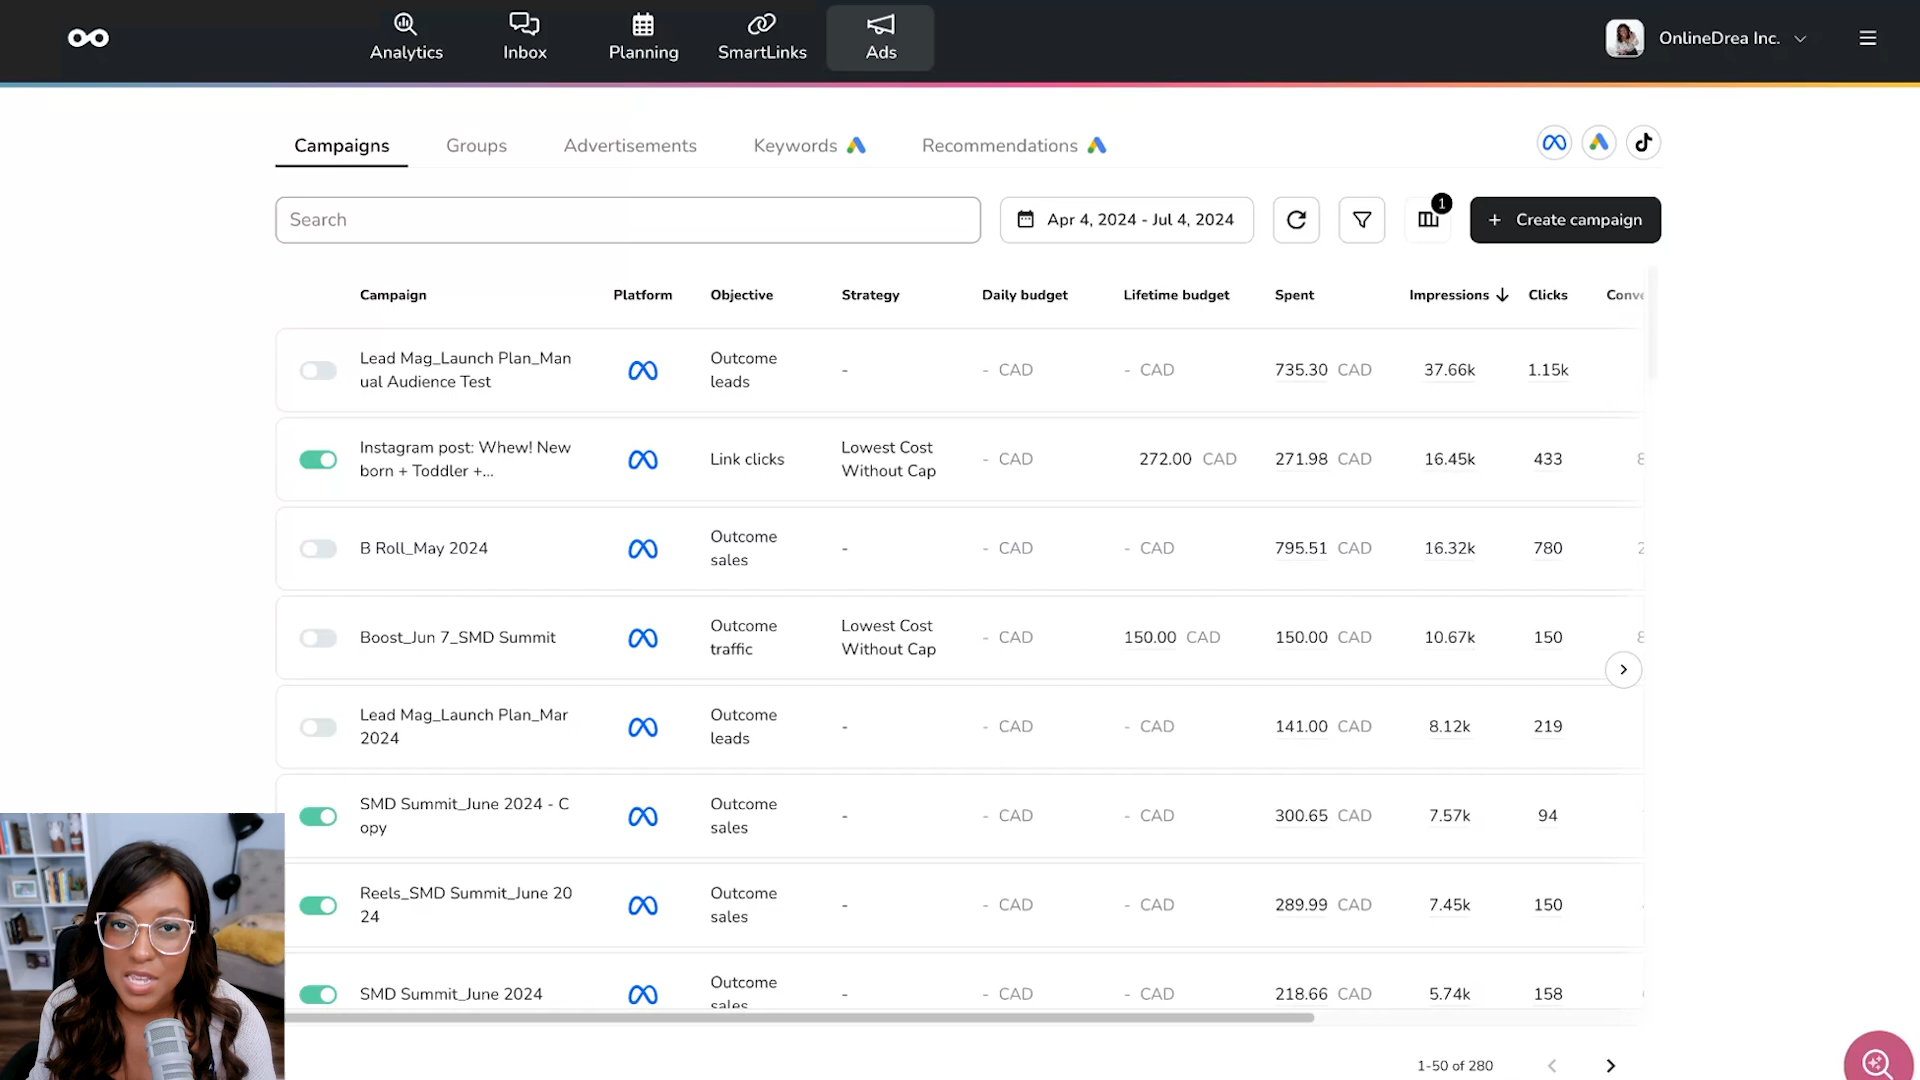 Analytics
Inbox
Planning
SmartLinks
Ads
OnlineDrea Inc.
Campaigns
Groups
Advertisements
Keywords
Recommendations
Search
Apr 4, 2024 - Jul 4, 2024
1
+ Create campaign
Campaign Platform Objective Strategy Daily budget Lifetime budget Spent Impressions Clicks Conve
Lead Mag_Launch Plan_Man
ual Audience Test
Outcome
leads
-
- CAD
- CAD
735.30 CAD
37.66k
1.15k
Instagram post: Whew! New
born + Toddler +...
Link clicks
Lowest Cost
Without Cap
- CAD
272.00 CAD
271.98 CAD
16.45k
433
B Roll_May 2024
Outcome
sales
-
- CAD
- CAD
795.51 CAD
16.32k
780
2
Boost_Jun 7_SMD Summit
Outcome
traffic
Lowest Cost
Without Cap
- CAD
150.00 CAD
150.00 CAD
10.67k
150
Lead Mag_Launch Plan_Mar
2024
Outcome
leads
-
- CAD
- CAD
141.00 CAD
8.12k
219
SMD Summit_June 2024 - C
opy
Outcome
sales
-
- CAD
- CAD
300.65 CAD
7.57k
94
Reels_SMD Summit_June 20
24
Outcome
sales
-
- CAD
- CAD
289.99 CAD
7.45k
150
SMD Summit_June 2024
Outcome
sales
-
- CAD
- CAD
218.66 CAD
5.74k
158
1-50 of 280